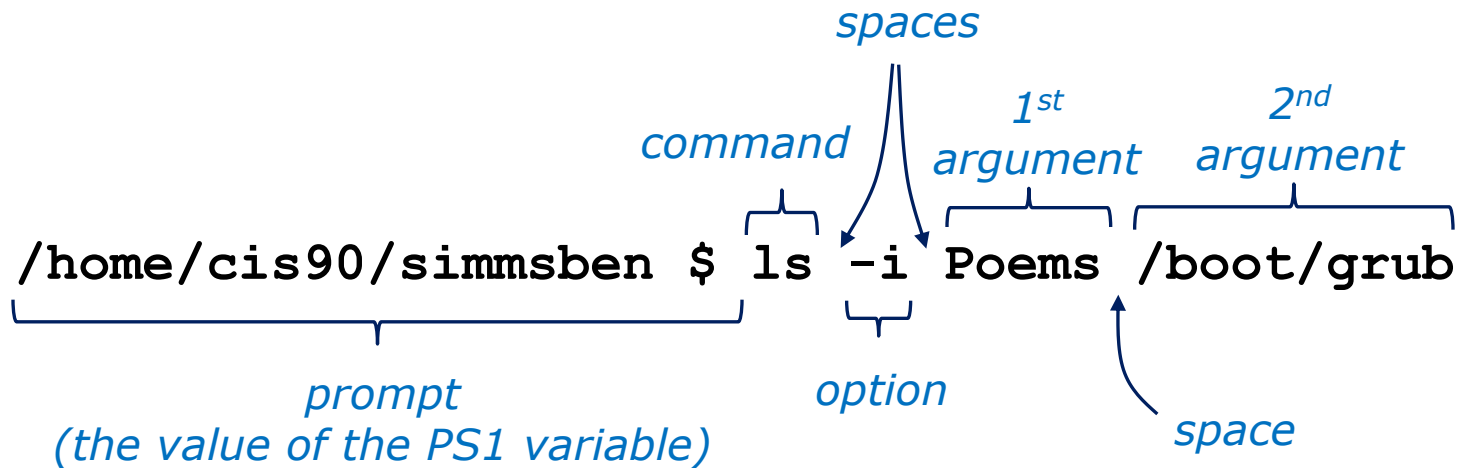 spaces
1st argument
2nd argument
command
/home/cis90/simmsben $ ls -i Poems /boot/grub
prompt
(the value of the PS1 variable)
option
space